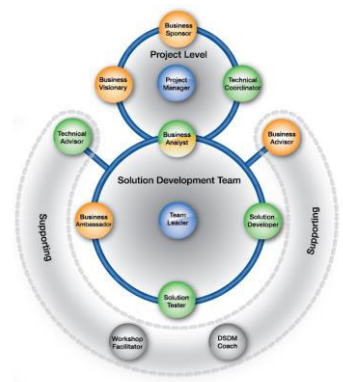 Business
Sponsor
Project Level
Business
Visionary
Project
Manager
Technical
Coordinator
Technical
Advisor
Business
Analyst
Business
Advisor
Solution Development Team
Supporting
Business
Ambassador
Team
Leader
Solution
Developer
Supporting
Solution
Tester
Workshop
Facilitator
DSDM
Coach